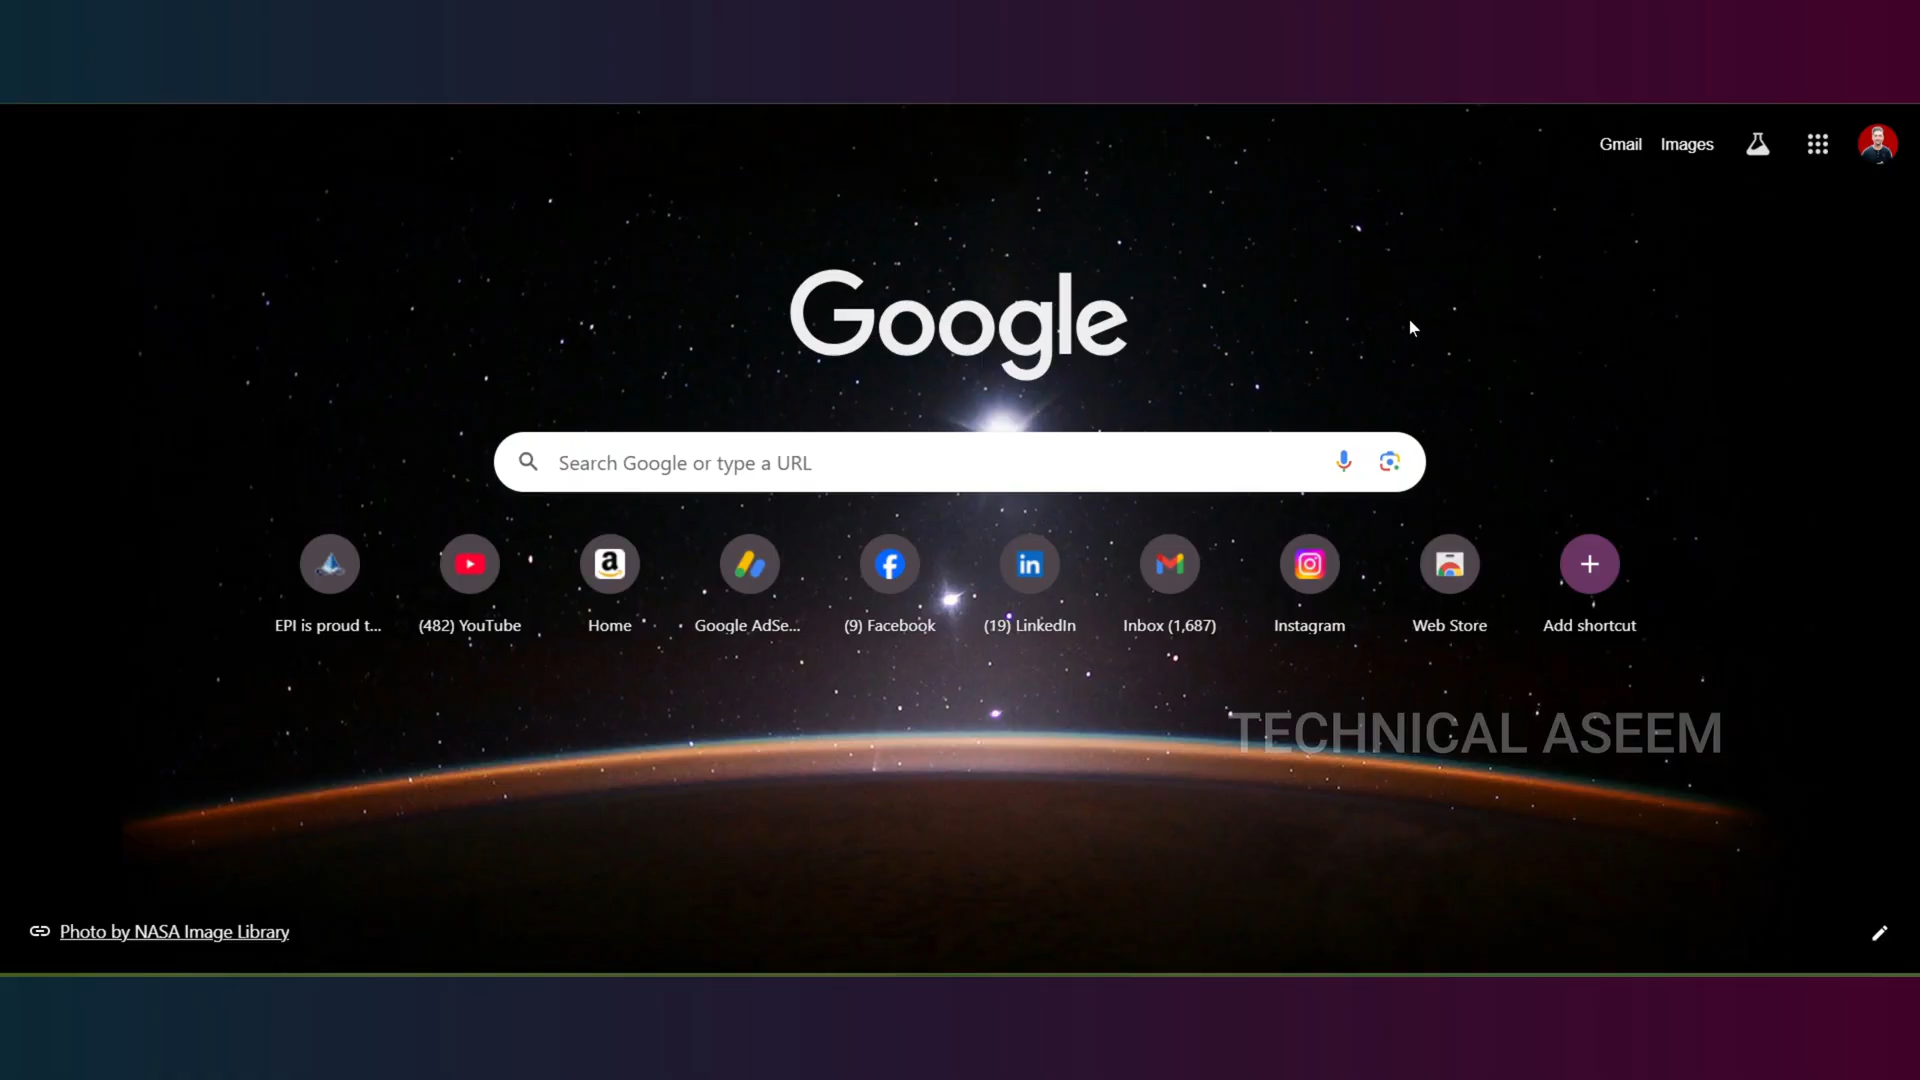 Gmail Images
Google
Search Google or type a URL
EPI is proud t... (482) YouTube Home Google AdSe... (9) Facebook (19) LinkedIn Inbox (1,687) Instagram Web Store Add shortcut
TECHNICAL ASEEM
Photo by NASA Image Library